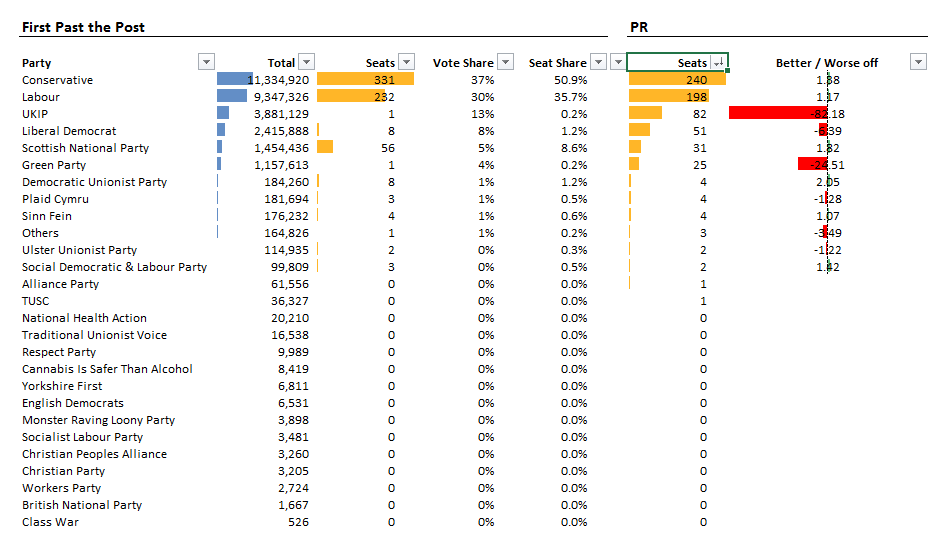 First Past the Post PR
Party Total Seats Vote Share Seat Share Seats Better / Worse off
Conservative 11,334,920 331 37% 50.9% 240 1.38
Labour 9,347,326 232 30% 35.7% 198 1.17
UKIP 3,881,129 1 13% 0.2% 82 -82.18
Liberal Democrat 2,415,888 8 8% 1.2% 51 -6.39
Scottish National Party 1,454,436 56 5% 8.6% 31 1.82
Green Party 1,157,613 1 4% 0.2% 25 -24.51
Democratic Unionist Party 184,260 8 1% 1.2% 4 2.05
Plaid Cymru 181,694 3 1% 0.5% 4 -1.28
Sinn Fein 176,232 4 1% 0.6% 4 1.07
Others 164,826 1 1% 0.2% 3 -3.49
Ulster Unionist Party 114,935 2 0% 0.3% 2 -1.22
Social Democratic & Labour Party 99,809 3 0% 0.5% 2 1.42
Alliance Party 61,556 0 0% 0.0% 1
TUSC 36,327 0 0% 0.0% 1
National Health Action 20,210 0 0% 0.0% 0
Traditional Unionist Voice 16,538 0 0% 0.0% 0
Respect Party 9,989 0 0% 0.0% 0
Cannabis Is Safer Than Alcohol 8,419 0 0% 0.0% 0
Yorkshire First 6,811 0 0% 0.0% 0
English Democrats 6,531 0 0% 0.0% 0
Monster Raving Loony Party 3,898 0 0% 0.0% 0
Socialist Labour Party 3,481 0 0% 0.0% 0
Christian Peoples Alliance 3,260 0 0% 0.0% 0
Christian Party 3,205 0 0% 0.0% 0
Workers Party 2,724 0 0% 0.0% 0
British National Party 1,667 0 0% 0.0% 0
Class War 526 0 0% 0.0% 0